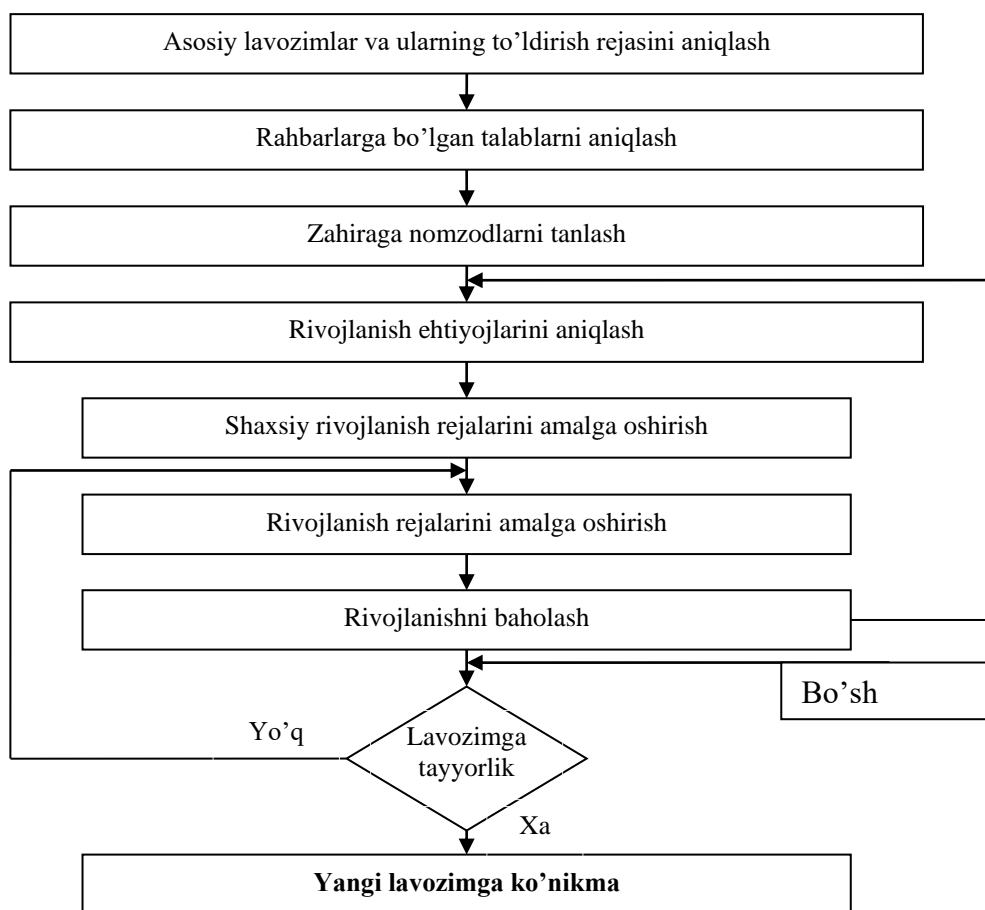 Asosiy lavozimlar va ularning to’ldirish rejasini aniqlash
Rahbarlarga bo’lgan talablarni aniqlash
Zahiraga nomzodlarni tanlash
Rivojlanish ehtiyojlarini aniqlash
Shaxsiy rivojlanish rejalarini amalga oshirish
Rivojlanish rejalarini amalga oshirish
Rivojlanishni baholash
Bo’sh
Yo’q
Lavozimga
tayyorlik
Xa
Yangi lavozimga ko’nikma